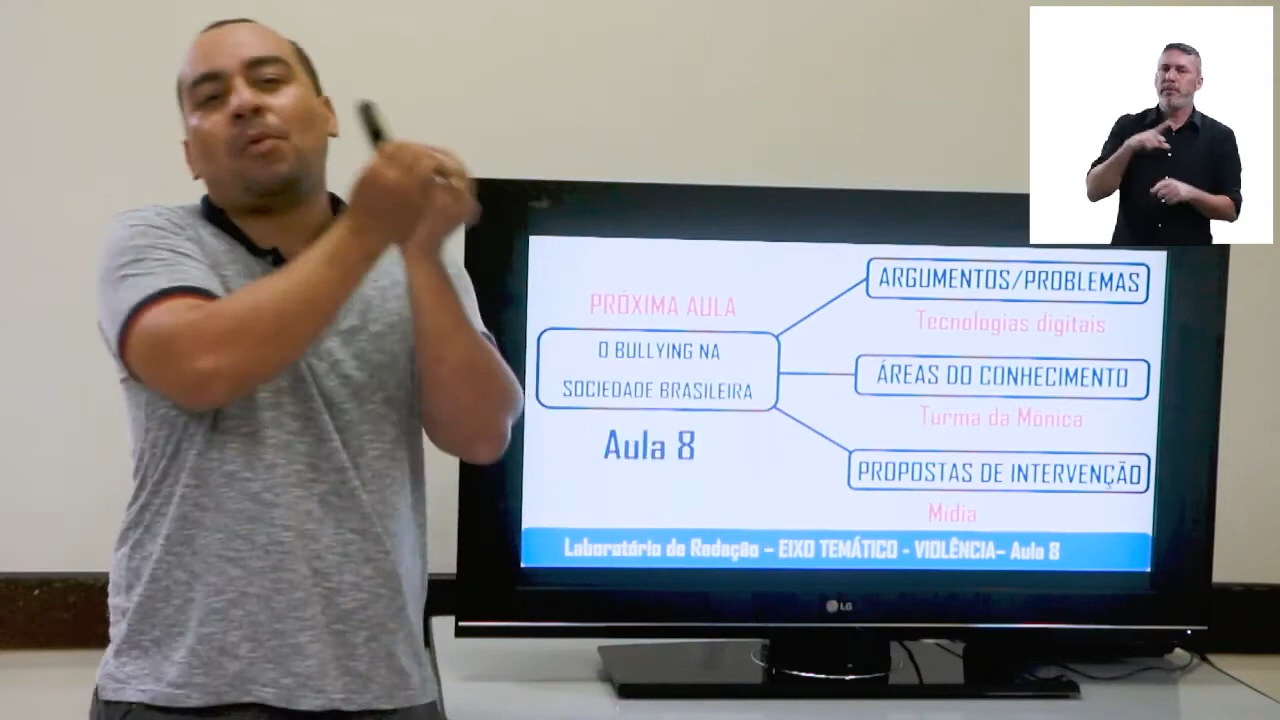 PRÓXIMA AULA
O BULLYING NA
SOCIEDADE BRASILEIRA
Aula 8
ARGUMENTOS/PROBLEMAS
Tecnologias digitais
ÁREAS DO CONHECIMENTO
Turma da Mônica
PROPOSTAS DE INTERVENÇÃO
Mídia
Laboratório de Redação – EIXO TEMÁTICO - VIOLÊNCIA– Aula 8
LG